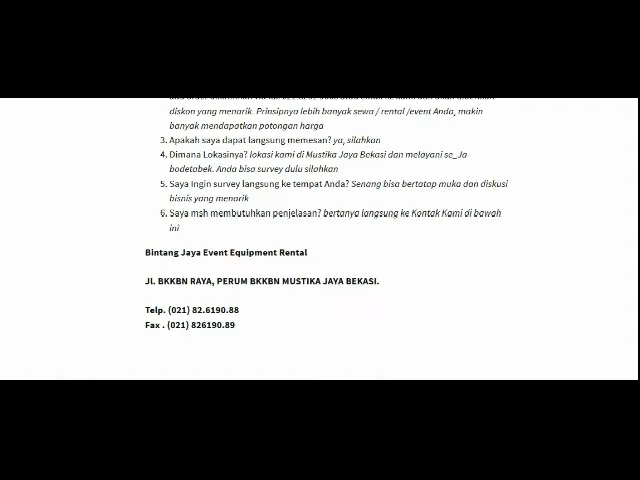 diskon yang menarik. Prinsipnya lebih banyak sewa / rental /event Anda, makin
banyak mendapatkan potongan harga
3. Apakah saya dapat langsung memesan? ya, silahkan
4. Dimana Lokasinya? lokasi kami di Mustika Jaya Bekasi dan melayani se_Ja-
bodetabek. Anda bisa survey dulu silahkan
5. Saya Ingin survey langsung ke tempat Anda? Senang bisa bertatap muka dan diskusi
bisnis yang menarik
6. Saya msh membutuhkan penjelasan? bertanya langsung ke Kontak Kami di bawah
ini
Bintang Jaya Event Equipment Rental
JL. BKKBN RAYA, PERUM BKKBN MUSTIKA JAYA BEKASI.
Telp. (021) 82.6190.88
Fax . (021) 826190.89